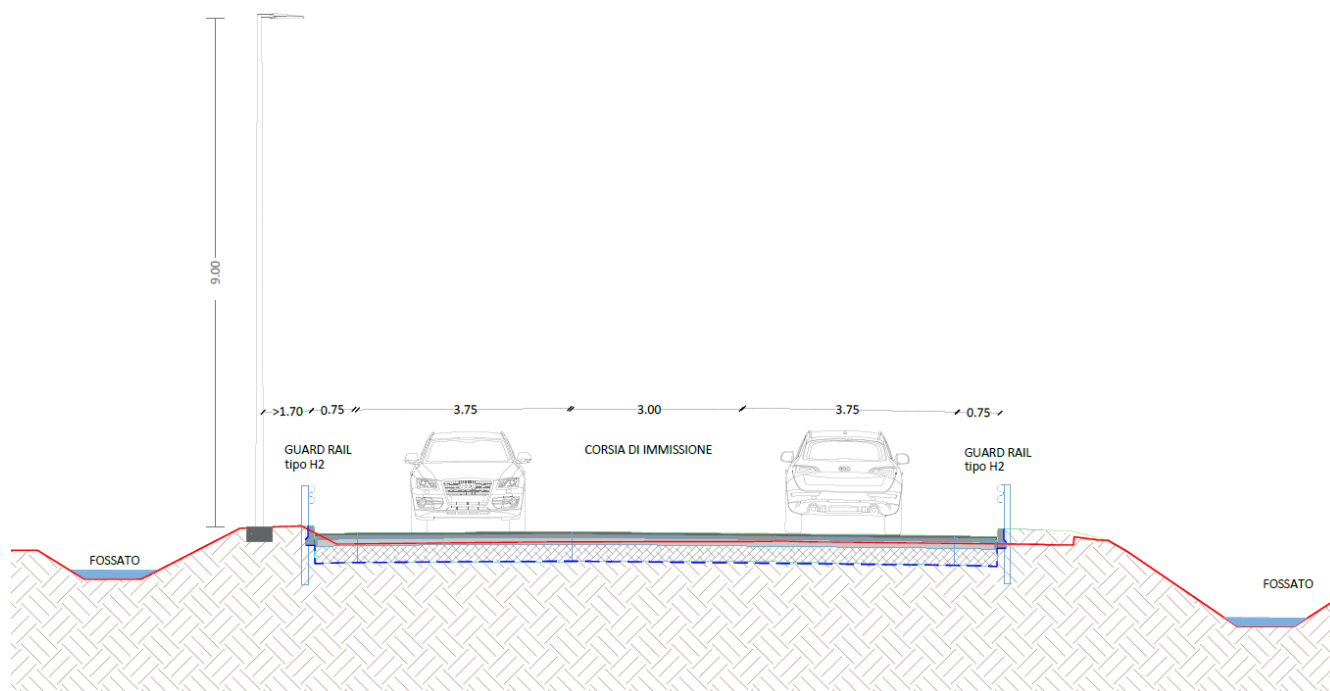 9.00
>1.70
0.75
3.75
3.00
3.75
0.75
GUARD RAIL
tipo H2
CORSIA DI IMMISSIONE
GUARD RAIL
tipo H2
FOSSATO
FOSSATO